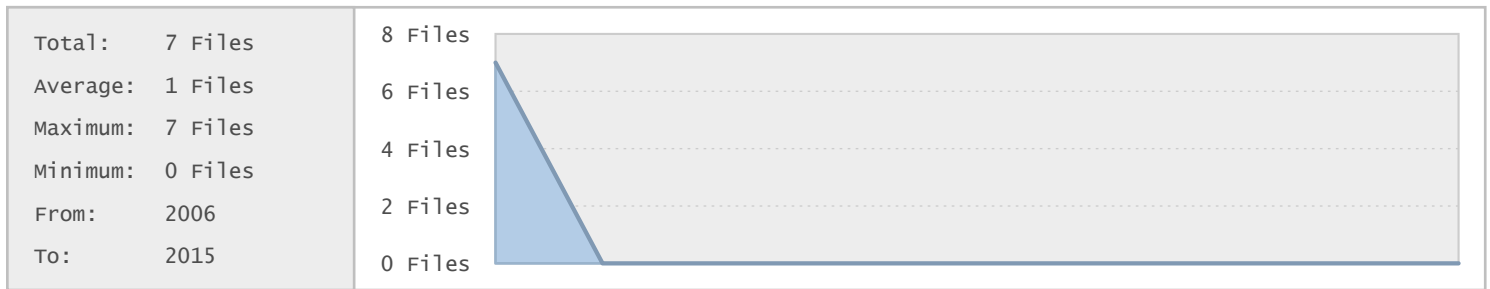 Total: 7 Files
Average: 1 Files
Maximum: 7 Files
Minimum: 0 Files
From: 2006
To: 2015
8 Files
6 Files
4 Files
2 Files
0 Files